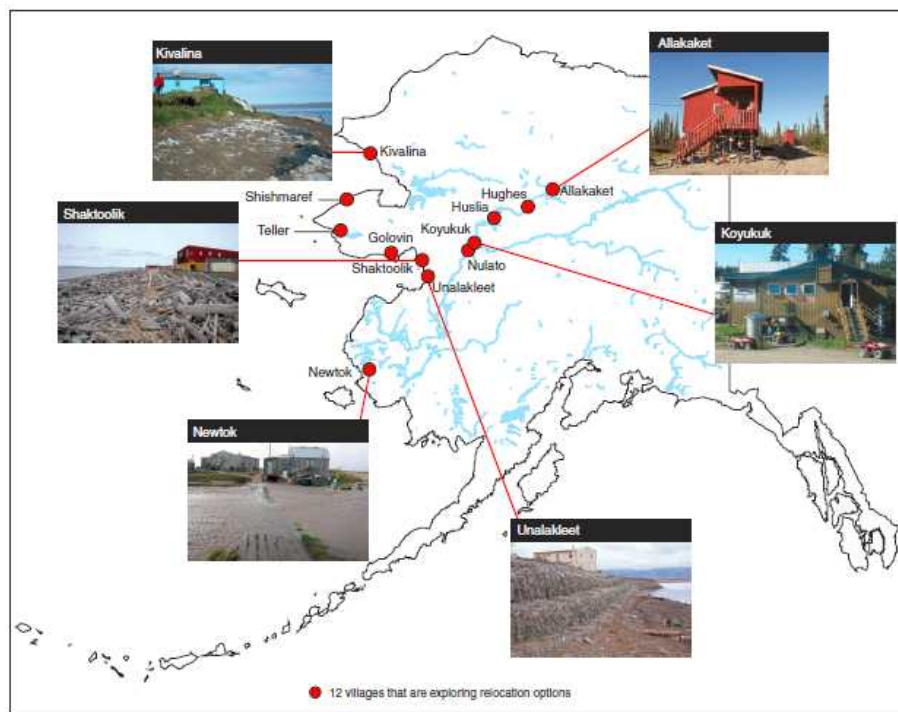 Kivalina
Allakaket
Kivalina
Shishmaref
Hughes
Allakaket
Huslia
Shaktoolik
Teller
Golovin
Koyukuk
Koyukuk
Shaktoolik
Nulato
Unalakleet
Newtok
Newtok
Unalakleet
12 villages that are exploring relocation options